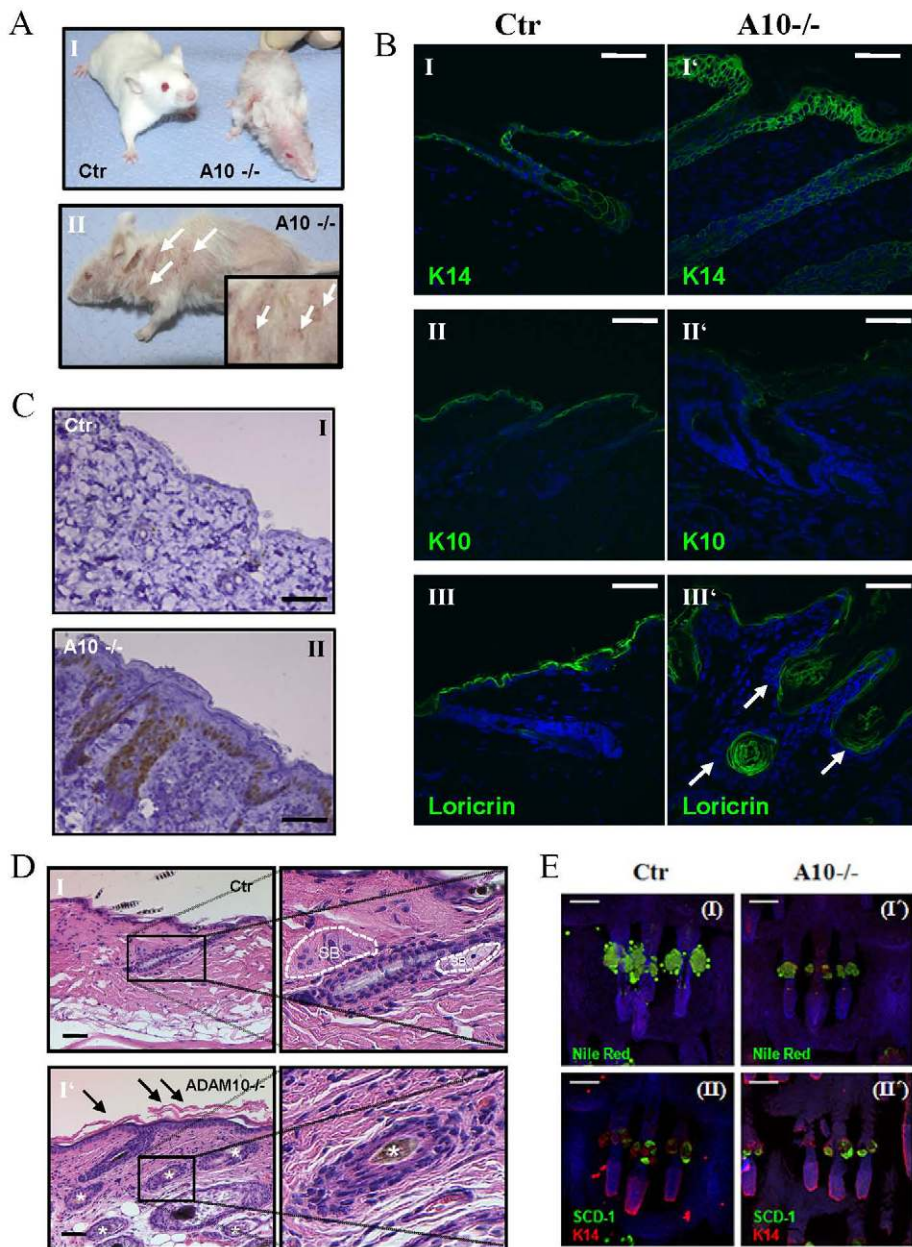 A
I
Ctr
A10 -/-
II
A10 -/-
B
Ctr
A10-/-
I
K14
I‘
K14
II
K10
II‘
K10
III
Loricrin
III‘
Loricrin
C
Ctr
I
A10 -/-
II
D
I
Ctr
SB
SB
I‘
ADAM10-/-
*
*
*
*
*
*
E
Ctr
A10-/-
(I)
Nile Red
(I´)
Nile Red
(II)
SCD-1
K14
(II´)
SCD-1
K14